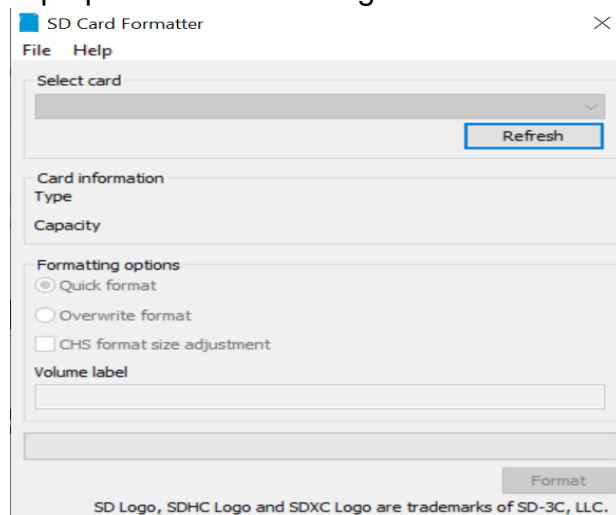 SD Card Formatter
File Help
Select card
Refresh
Card information
Type
Capacity
Formatting options
Quick format
Overwrite format
CHS format size adjustment
Volume label
Format
SD Logo, SDHC Logo and SDXC Logo are trademarks of SD-3C, LLC.